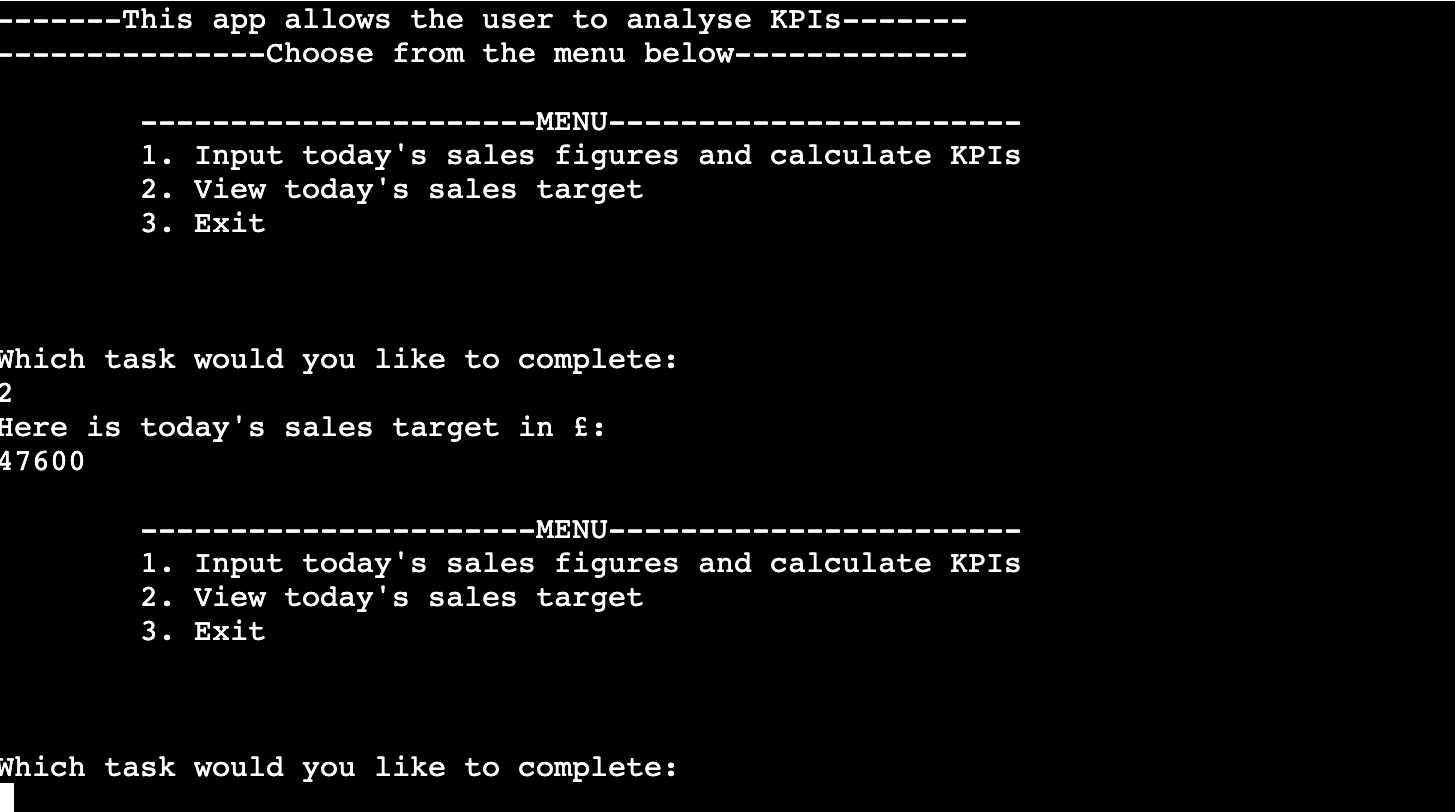 -------This app allows the user to analyse KPIs-------
---------------Choose from the menu below-------------
----------------------MENU-----------------------
1. Input today's sales figures and calculate KPIs
2. View today's sales target
3. Exit
Which task would you like to complete:
2
Here is today's sales target in £:
47600
----------------------MENU-----------------------
1. Input today's sales figures and calculate KPIs
2. View today's sales target
3. Exit
Which task would you like to complete: